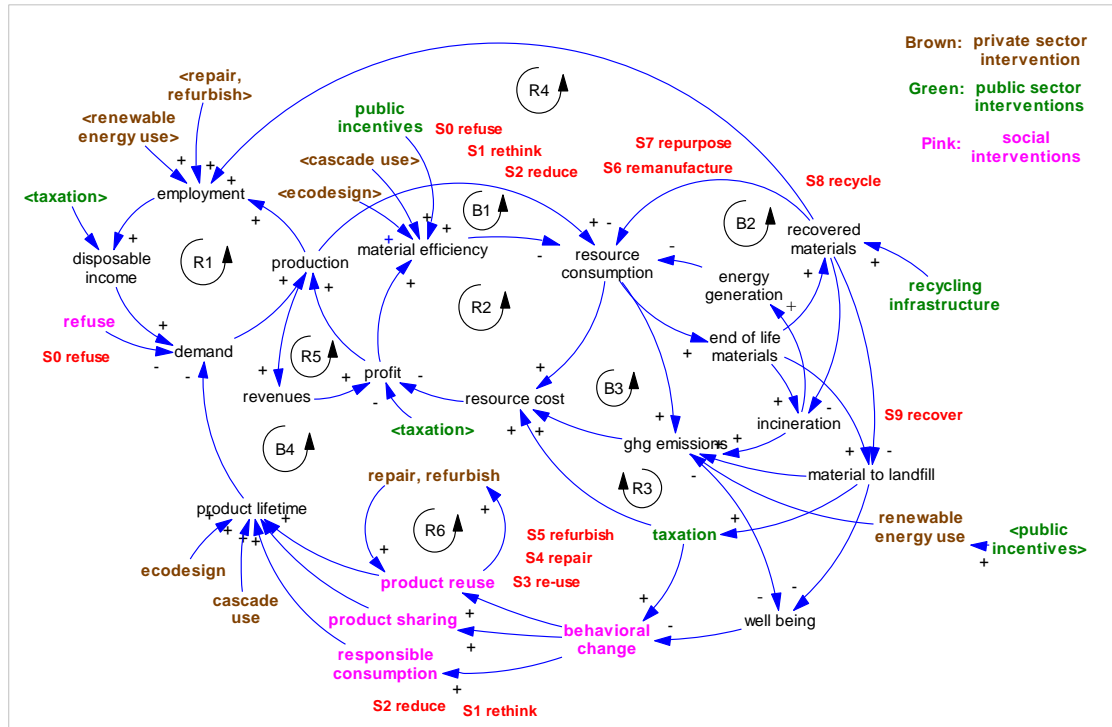 Brown: private sector
intervention
Green: public sector
interventions
Pink: social
interventions
R4
<repair,
refurbish>
<renewable
energy use>
public
incentives
S0 refuse
S1 rethink
S2 reduce
S7 repurpose
S6 remanufacture
S8 recycle
<cascade use>
<ecodesign>
<taxation>
employment
B1
B2
recovered
materials
disposable
income
R1
production
material efficiency
resource
consumption
energy
generation
recycling
infrastructure
R2
refuse
S0 refuse
demand
R5
end of life
materials
revenues
profit
resource cost
B3
incineration
S9 recover
<taxation>
ghg emissions
B4
R3
material to landfill
repair, refurbish
product lifetime
R6
S5 refurbish
S4 repair
S3 re-use
taxation
renewable
energy use
<public
incentives>
ecodesign
cascade
use
product reuse
product sharing
behavioral
change
well being
responsible
consumption
S2 reduce
S1 rethink